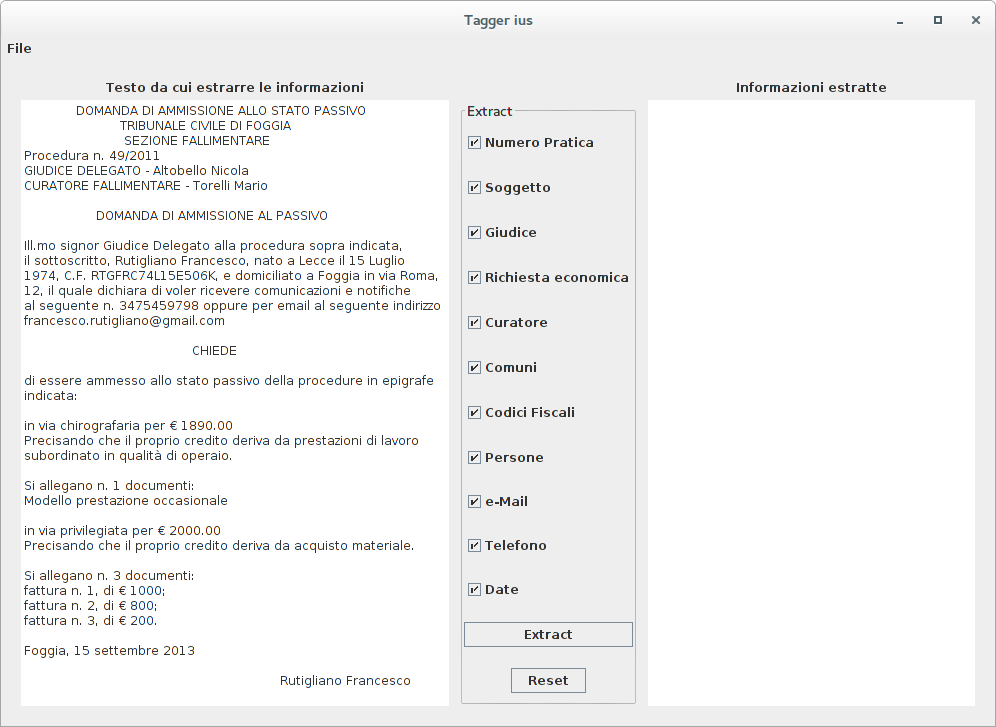 Tagger ius
File
Testo da cui estrarre le informazioni
DOMANDA DI AMMISSIONE ALLO STATO PASSIVO
TRIBUNALE CIVILE DI FOGGIA
SEZIONE FALLIMENTARE
Procedura n. 49/2011
GIUDICE DELEGATO - Altobello Nicola
CURATORE FALLIMENTARE - Torelli Mario
DOMANDA DI AMMISSIONE AL PASSIVO
Ill.mo signor Giudice Delegato alla procedura sopra indicata,
il sottoscritto, Rutigliano Francesco, nato a Lecce il 15 Luglio
1974, C.F. RTGFRC74L15E506K, e domiciliato a Foggia in via Roma,
12, il quale dichiara di voler ricevere comunicazioni e notifiche
al seguente n. 3475459798 oppure per email al seguente indirizzo
francesco.rutigliano@gmail.com
CHIEDE
di essere ammesso allo stato passivo della procedure in epigrafe
indicata:
in via chirografaria per € 1890.00
Precisando che il proprio credito deriva da prestazioni di lavoro
subordinato in qualità di operaio.
Si allegano n. 1 documenti:
Modello prestazione occasionale
in via privilegiata per € 2000.00
Precisando che il proprio credito deriva da acquisto materiale.
Si allegano n. 3 documenti:
fattura n. 1, di € 1000;
fattura n. 2, di € 800;
fattura n. 3, di € 200.
Foggia, 15 settembre 2013
Rutigliano Francesco
Extract
Numero Pratica
Soggetto
Giudice
Richiesta economica
Curatore
Comuni
Codici Fiscali
Persone
e-Mail
Telefono
Date
Extract
Reset
Informazioni estratte